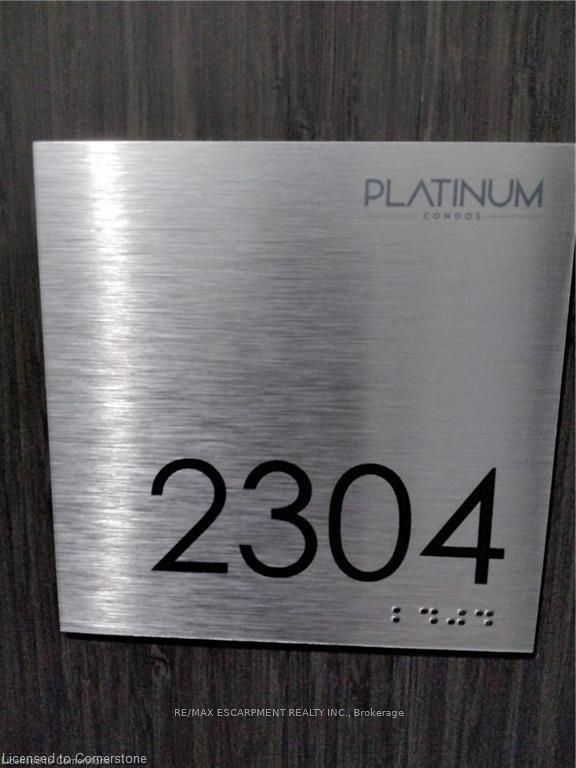 PLATINUM
CONDOS
2304
RE/MAX ESCARPMENT REALTY INC., Brokerage
Licensed to Cornerstone